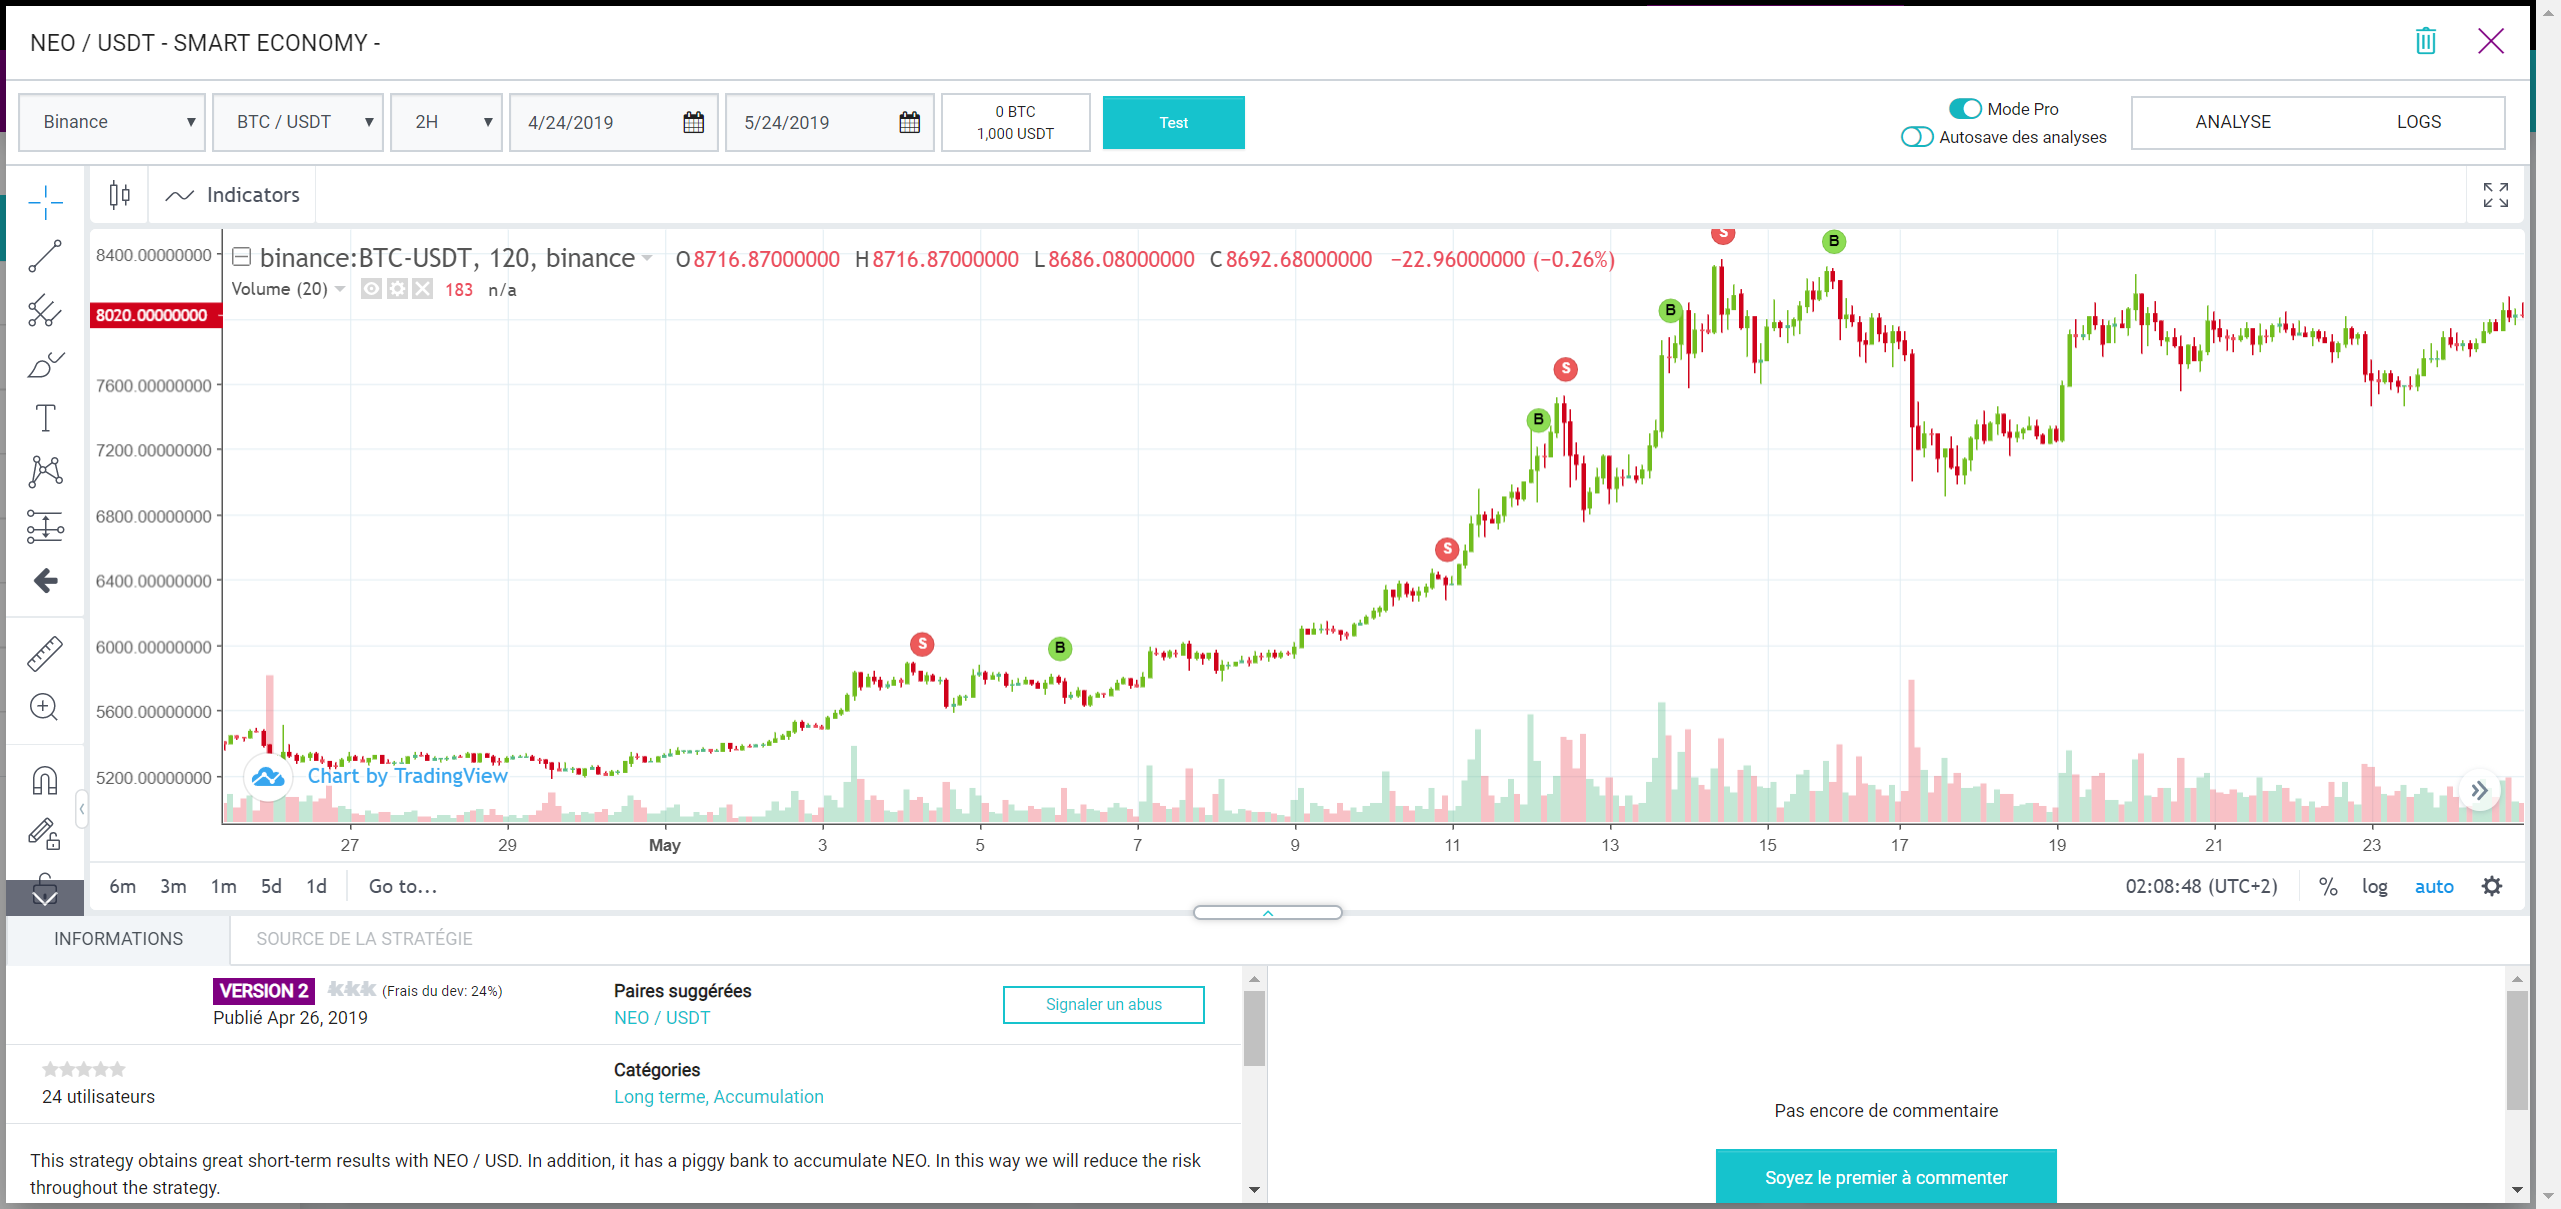 NEO / USDT - SMART ECONOMY -
Binance ▼ BTC / USDT ▼ 2H ▼ 4/24/2019 5/24/2019
0 BTC
1,000 USDT
Test
Mode Pro
Autosave des analyses
ANALYSE LOGS
Indicators
binance:BTC-USDT, 120, binance O8716.87000000 H8716.87000000 L8686.08000000 C8692.68000000 −22.96000000 (−0.26%)
Volume (20) 183 n/a
8400.00000000
8020.00000000
7600.00000000
7200.00000000
6800.00000000
6400.00000000
6000.00000000
5600.00000000
5200.00000000
S B S B S B S B
Chart by TradingView
27 29 May 3 5 7 9 11 13 15 17 19 21 23
6m 3m 1m 5d 1d Go to... 02:08:48 (UTC+2) % log auto
INFORMATIONS SOURCE DE LA STRATÉGIE
VERSION 2 (Frais du dev: 24%)
Publié Apr 26, 2019
Paires suggérées
NEO / USDT
Signaler un abus
24 utilisateurs
Catégories
Long terme, Accumulation
This strategy obtains great short-term results with NEO / USD. In addition, it has a piggy bank to accumulate NEO. In this way we will reduce the risk
throughout the strategy.
Pas encore de commentaire
Soyez le premier à commenter